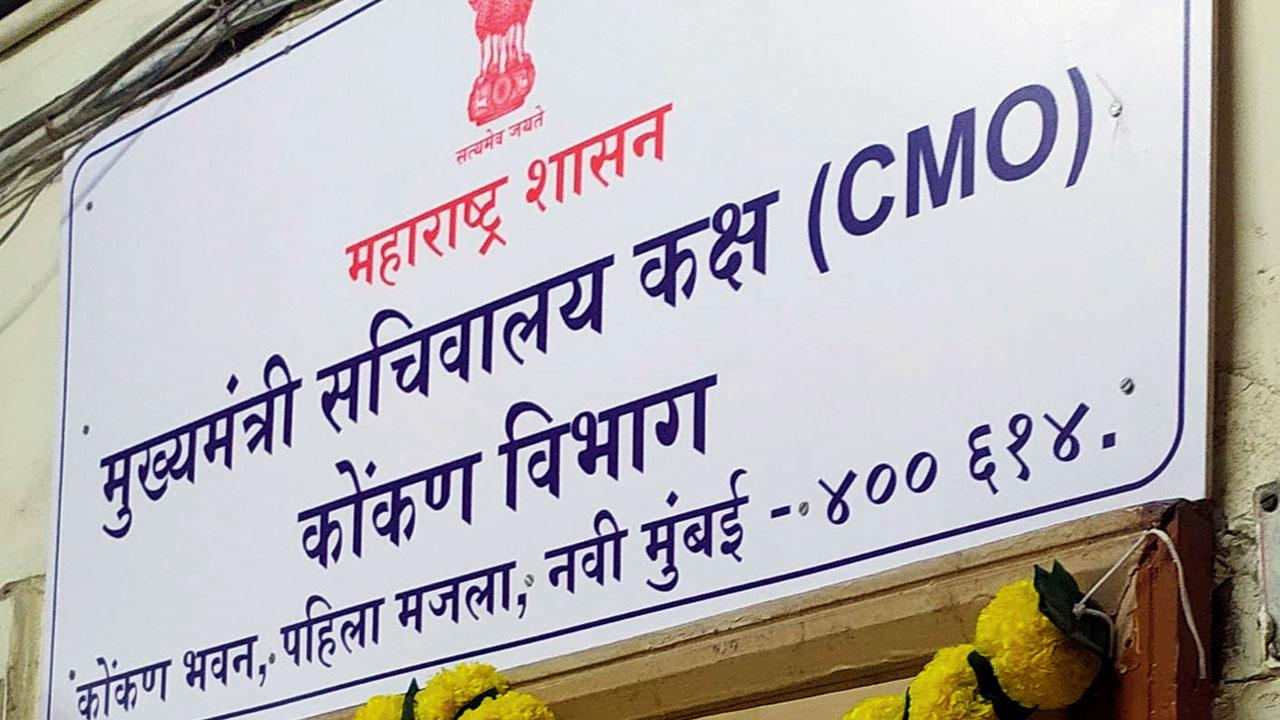 सत्यमेव जयते
महाराष्ट्र शासन
मुख्यमंत्री सचिवालय कक्ष (CMO)
कोंकण विभाग
कोंकण भवन, पहिला मजला, नवी मुंबई - ४०० ६१४.